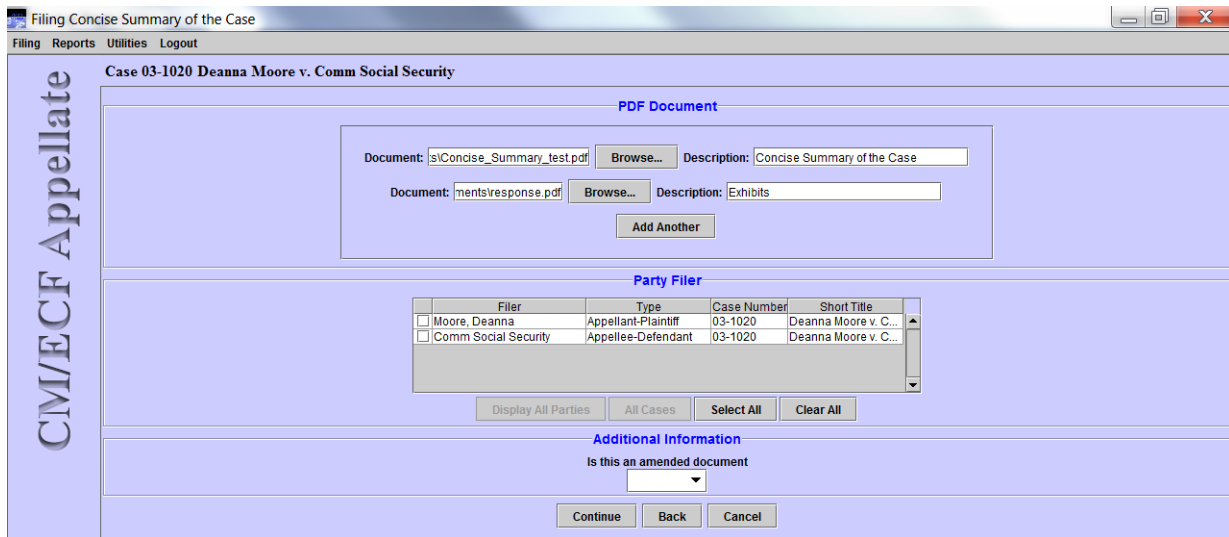 Filing Concise Summary of the Case
Filing Reports Utilities Logout
CM/ECF Appellate
Case 03-1020 Deanna Moore v. Comm Social Security
PDF Document
Document: :s\Concise_Summary_test.pdf Browse... Description: Concise Summary of the Case
Document: ments\response.pdf Browse... Description: Exhibits
Add Another
Party Filer
Filer Type Case Number Short Title
Moore, Deanna Appellant-Plaintiff 03-1020 Deanna Moore v. C...
Comm Social Security Appellee-Defendant 03-1020 Deanna Moore v. C...
Display All Parties All Cases Select All Clear All
Additional Information
Is this an amended document
Continue Back Cancel